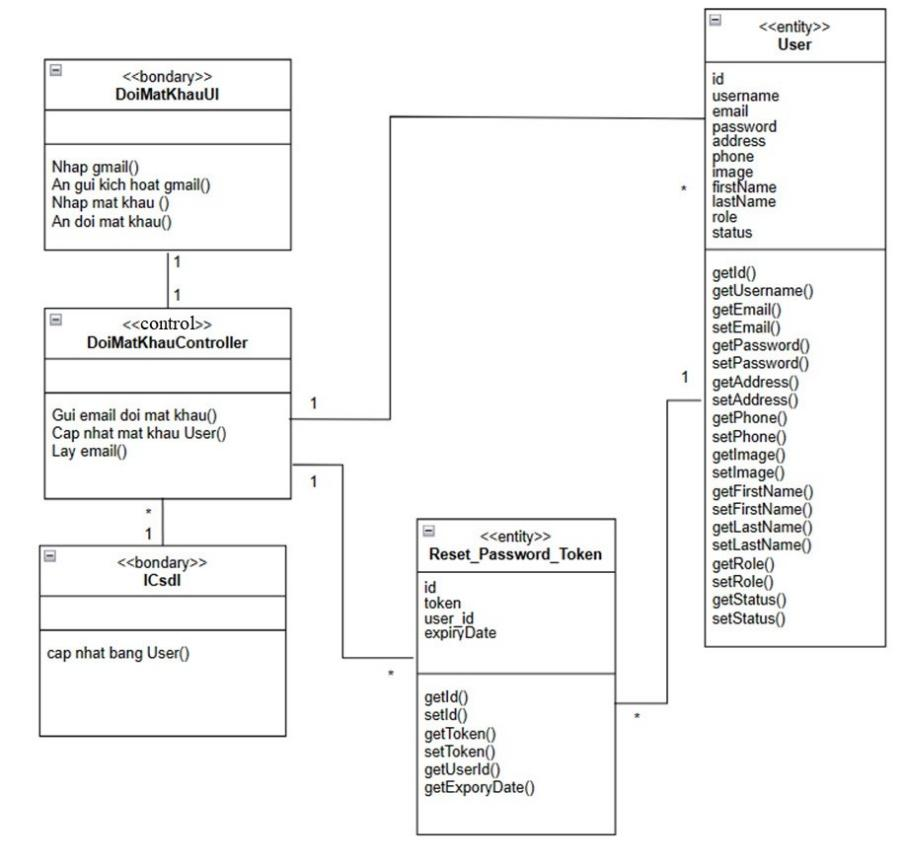 <<bondary>>
DoiMatKhauUI
Nhap gmail()
An gui kich hoat gmail()
Nhap mat khau ()
An doi mat khau()
1
1
<<control>>
DoiMatKhauController
Gui email doi mat khau()
Cap nhat mat khau User()
Lay email()
1
1
*
1
<<bondary>>
ICsdl
cap nhat bang User()
<<entity>>
Reset_Password_Token
id
token
user_id
expiryDate
getId()
setId()
getToken()
setToken()
getUserId()
getExporyDate()
*
*
<<entity>>
User
id
username
email
password
address
phone
image
firstName
lastName
role
status
*
1
getId()
getUsername()
getEmail()
setEmail()
getPassword()
setPassword()
getAddress()
setAddress()
getPhone()
setPhone()
getImage()
setImage()
getFirstName()
setFirstName()
getLastName()
setLastName()
getRole()
setRole()
getStatus()
setStatus()